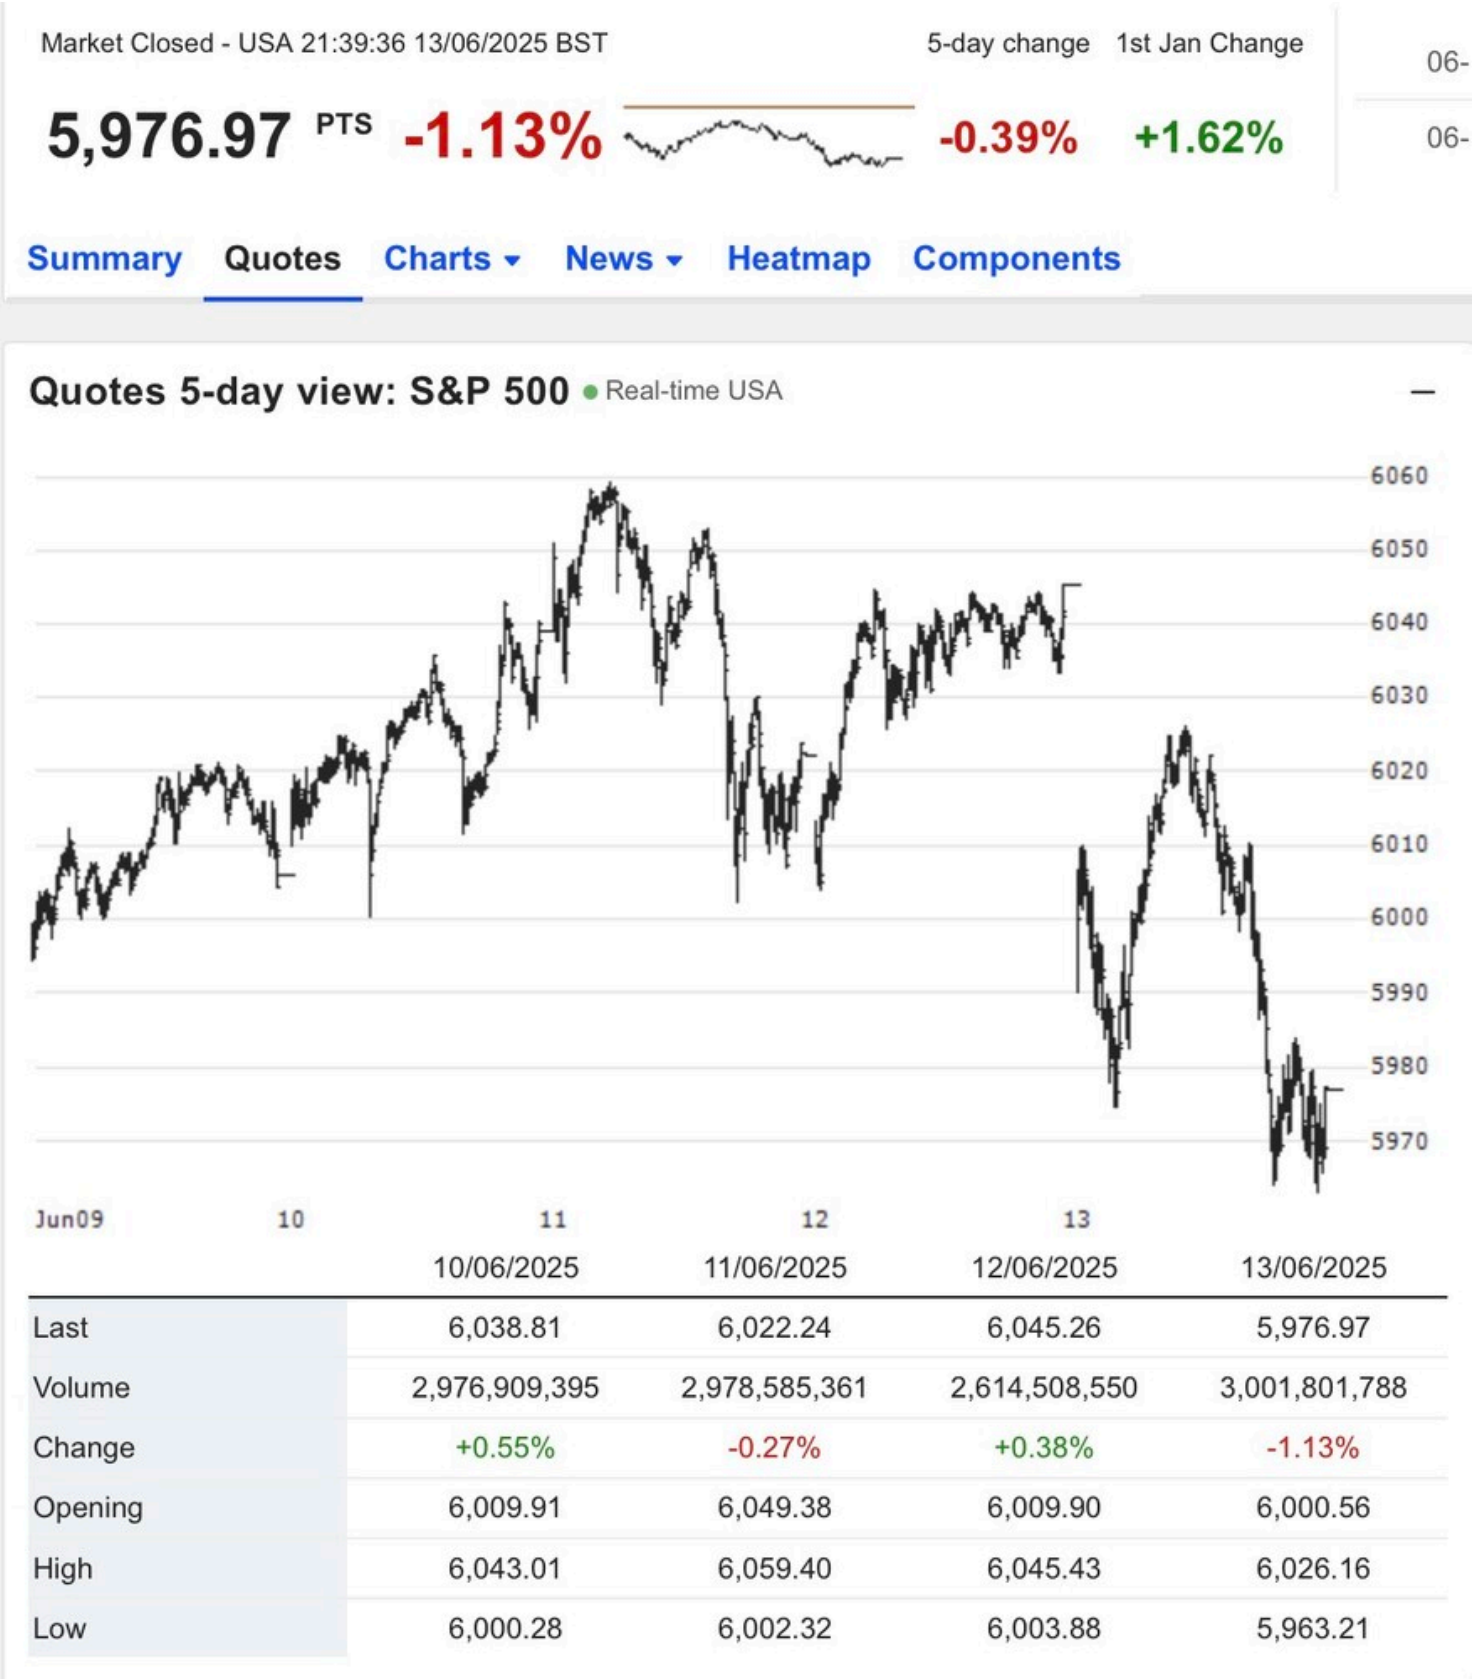 Market Closed - USA 21:39:36 13/06/2025 BST 5-day change 1st Jan Change
06-
5,976.97 PTS -1.13% -0.39% +1.62%
06-
Summary Quotes Charts News Heatmap Components
Quotes 5-day view: S&P 500 Real-time USA
6060
6050
6040
6030
6020
6010
6000
5990
5980
5970
Jun09 10 11 12 13
10/06/2025 11/06/2025 12/06/2025 13/06/2025
Last 6,038.81 6,022.24 6,045.26 5,976.97
Volume 2,976,909,395 2,978,585,361 2,614,508,550 3,001,801,788
Change +0.55% -0.27% +0.38% -1.13%
Opening 6,009.91 6,049.38 6,009.90 6,000.56
High 6,043.01 6,059.40 6,045.43 6,026.16
Low 6,000.28 6,002.32 6,003.88 5,963.21